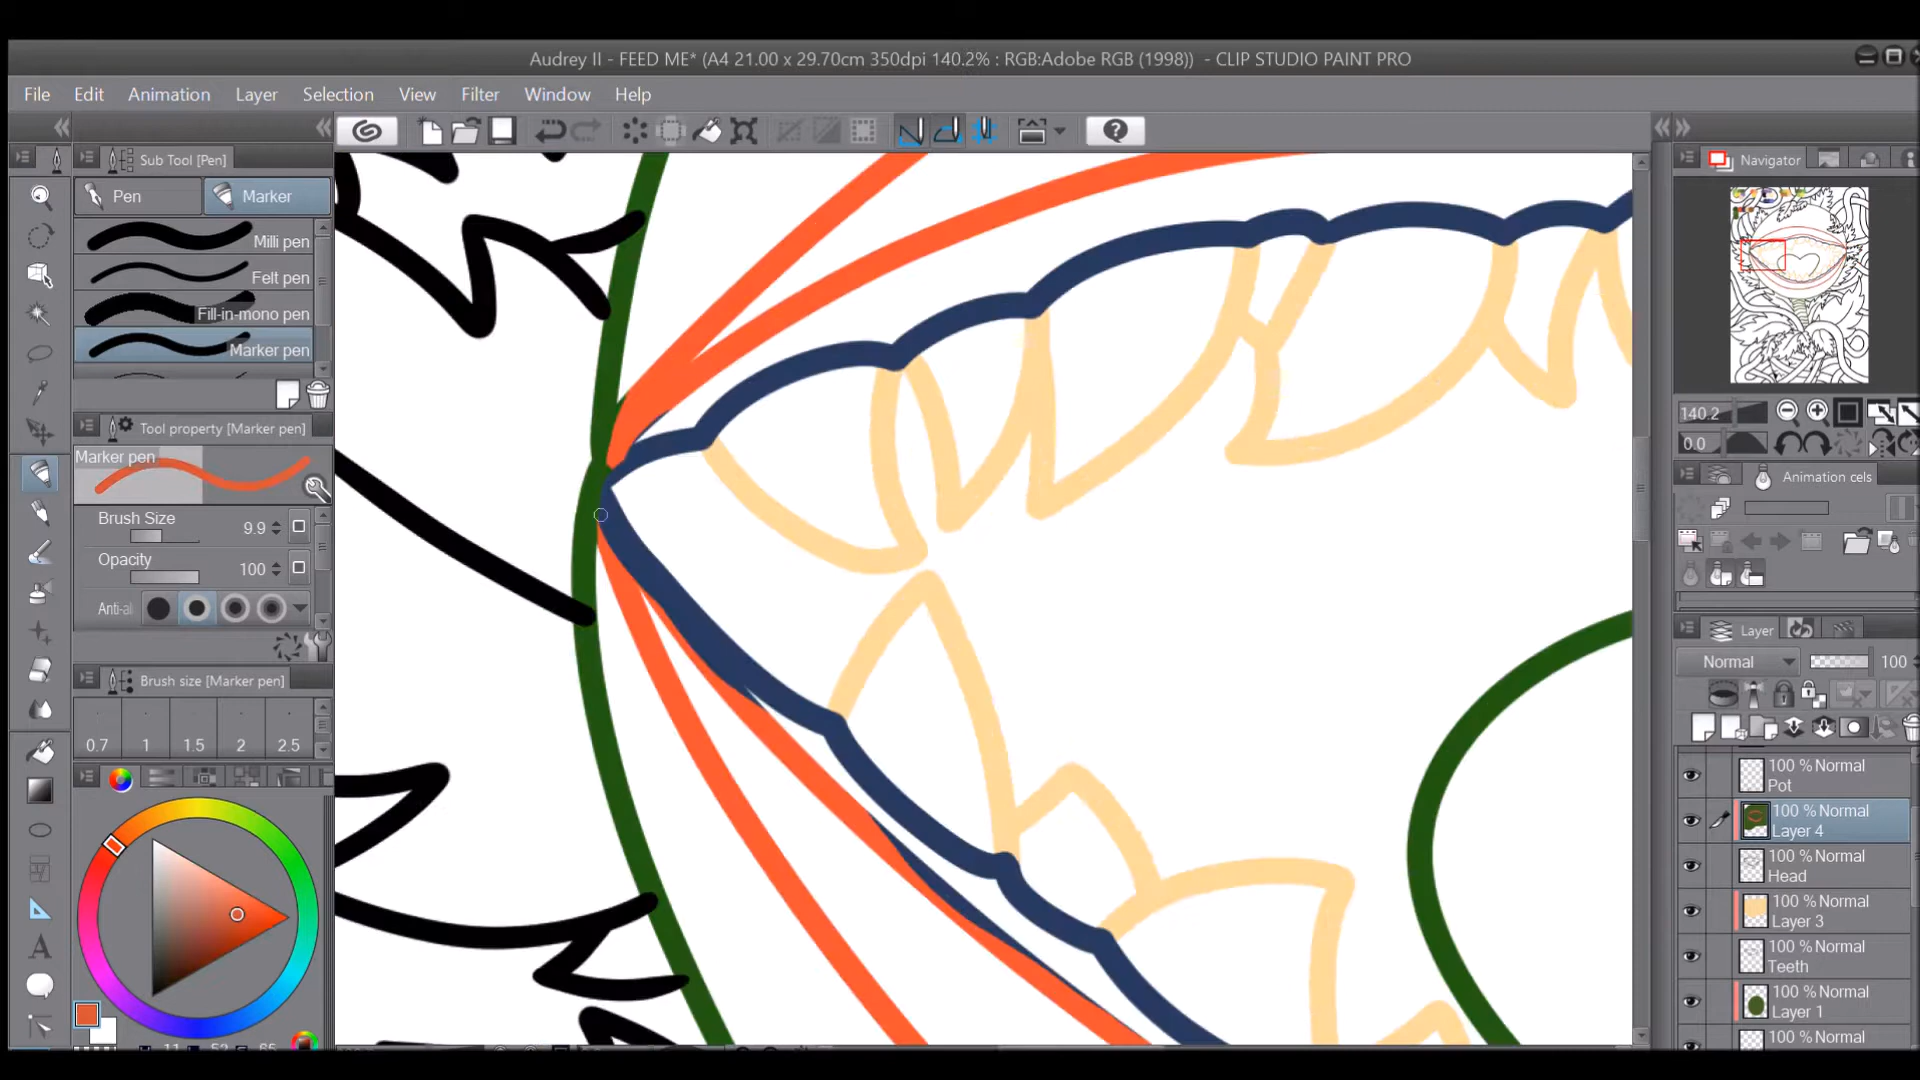 Audrey II - FEED ME* (A4 21.00 x 29.70cm 350dpi 140.2% : RGB:Adobe RGB (1998)) - CLIP STUDIO PAINT PRO
File Edit Animation Layer Selection View Filter Window Help
Sub Tool [Pen]
Pen Marker
Milli pen
Felt pen
Fill-in-mono pen
Marker pen
Tool property [Marker pen]
Marker pen
Brush Size 9.9
Opacity 100
Anti-al
Brush size [Marker pen]
0.7 1 1.5 2 2.5
Navigator
140.2
0.0
Animation cels
Layer
Normal 100
100 % Normal
Pot
100 % Normal
Layer 4
100 % Normal
Head
100 % Normal
Layer 3
100 % Normal
Teeth
100 % Normal
Layer 1
100 % Normal